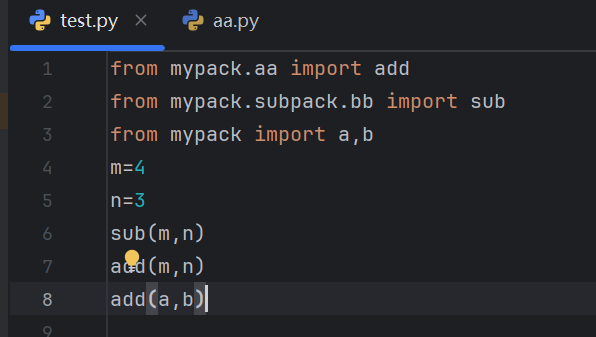 test.py aa.py
1 from mypack.aa import add
2 from mypack.subpack.bb import sub
3 from mypack import a,b
4 m=4
5 n=3
6 sub(m,n)
7 add(m,n)
8 add(a,b)
9